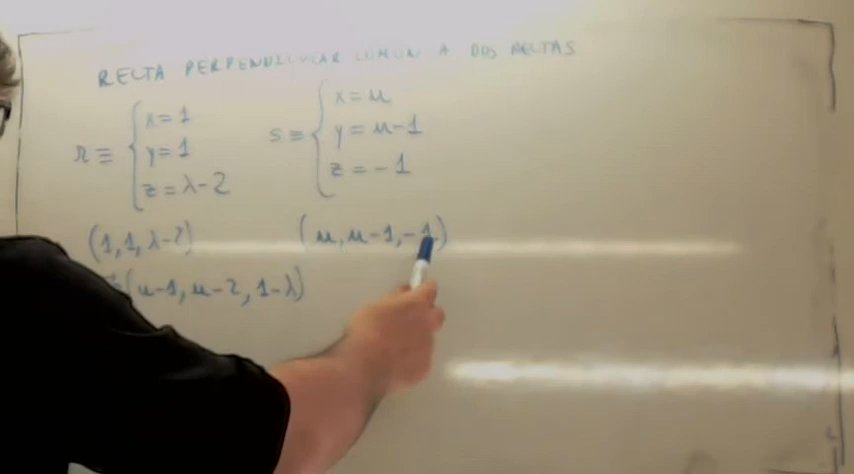 RECTA PERPENDICULAR COMÚN A DOS RECTAS
r ≡ { x = 1
y = 1
z = λ-2
s ≡ { x = μ
y = μ-1
z = -1
(1, 1, λ-2)
(μ, μ-1, -1)
(μ-1, μ-2, 1-λ)